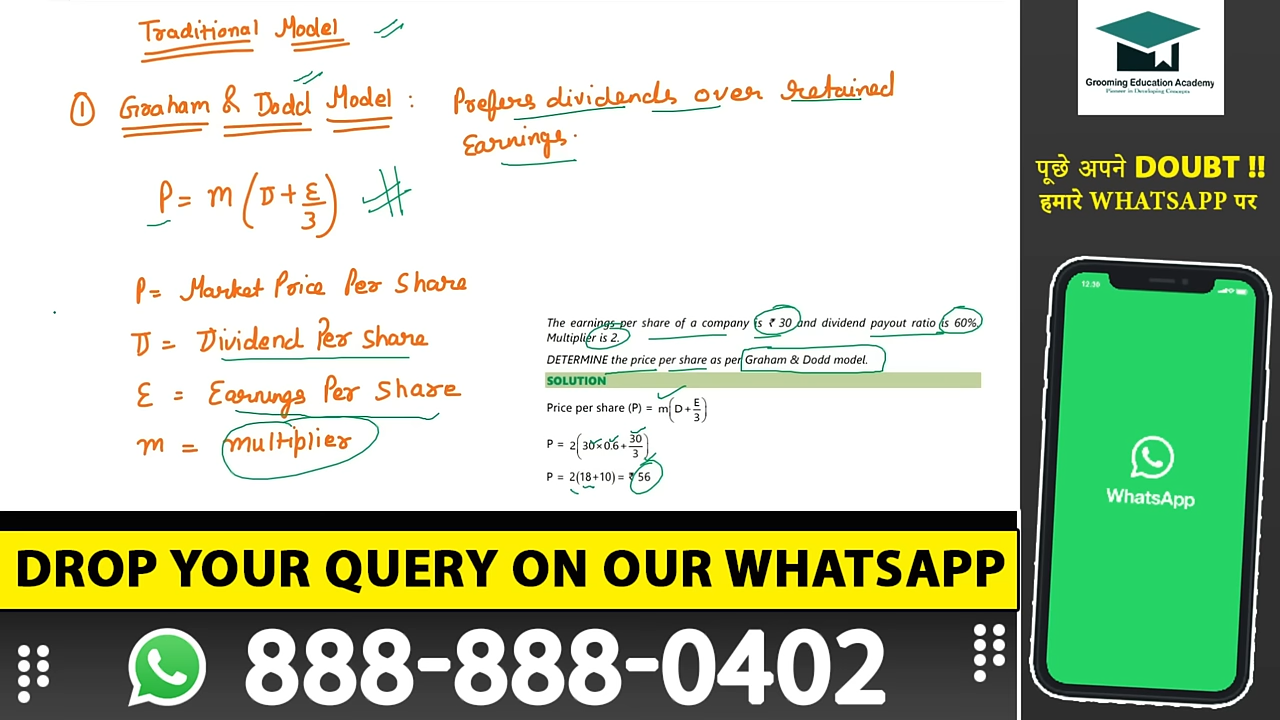 Traditional Model
① Graham & Dodd Model : Prefers dividends over retained
Earnings.
P = m (D + E/3)
P = Market Price Per Share
D = Dividend Per Share
E = Earnings Per Share
m = multiplier
The earnings per share of a company is ₹ 30 and dividend payout ratio is 60%.
Multiplier is 2.
DETERMINE the price per share as per Graham & Dodd model.
SOLUTION
Price per share (P) = m(D + E/3)
P = 2(30×0.6 + 30/3)
P = 2(18+10) = ₹ 56
Grooming Education Academy
Pioneer in Developing Concepts
पूछे अपने DOUBT !!
हमारे WHATSAPP पर
12.30
WhatsApp
DROP YOUR QUERY ON OUR WHATSAPP
888-888-0402